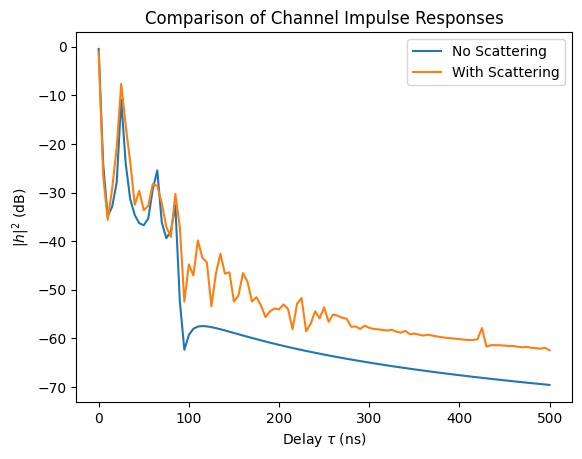 Comparison of Channel Impulse Responses
No Scattering
With Scattering
0
−10
−20
−30
−40
−50
−60
−70
|h|² (dB)
0 100 200 300 400 500
Delay τ (ns)